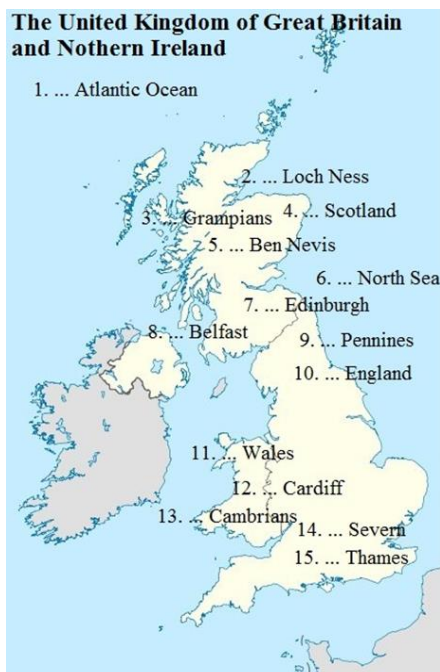 The United Kingdom of Great Britain
and Nothern Ireland
1. ... Atlantic Ocean
2. ... Loch Ness
3. ... Grampians
4. ... Scotland
5. ... Ben Nevis
6. ... North Sea
7. ... Edinburgh
8. ... Belfast
9. ... Pennines
10. ... England
11. ... Wales
12. ... Cardiff
13. ... Cambrians
14. ... Severn
15. ... Thames